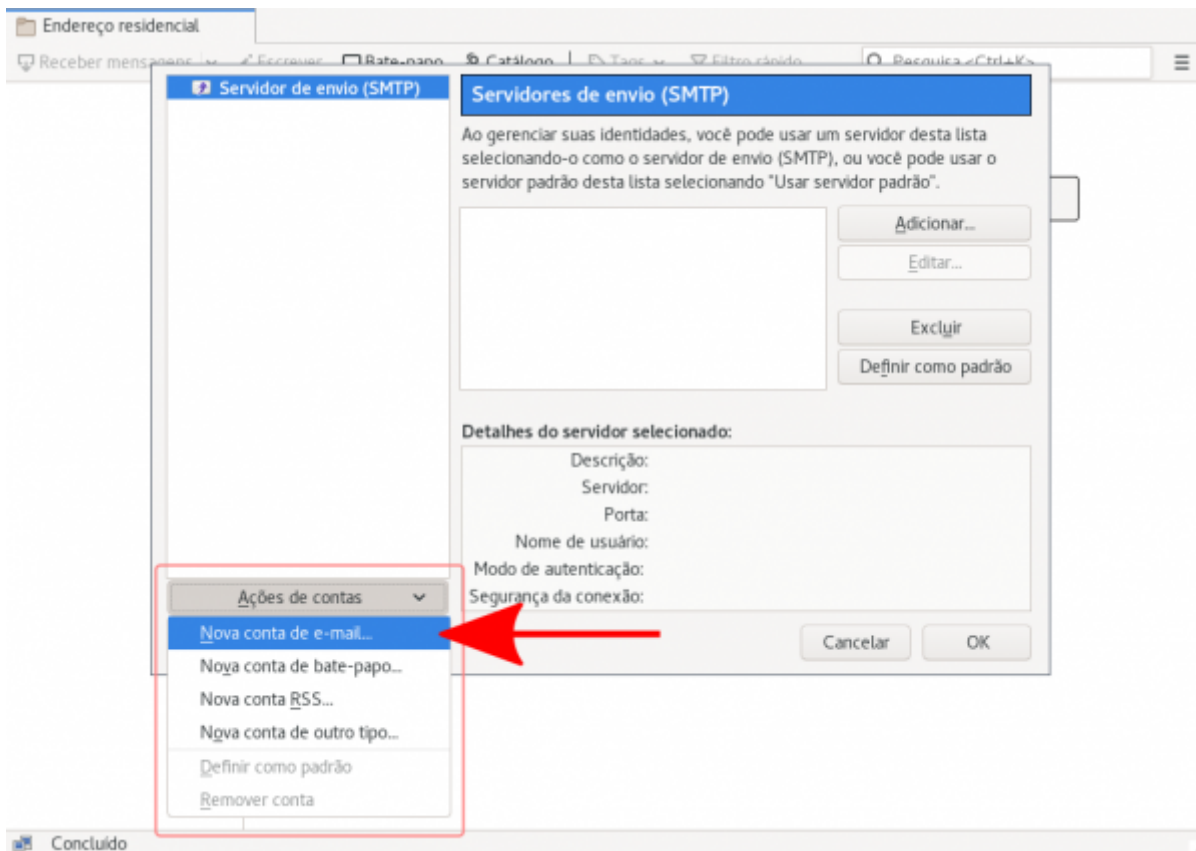 Endereço residencial
Receber mensagens Escrever Bate-papo Catálogo Tags Filtro rápido Pesquisa <Ctrl+K>
Servidor de envio (SMTP)
Servidores de envio (SMTP)
Ao gerenciar suas identidades, você pode usar um servidor desta lista
selecionando-o como o servidor de envio (SMTP), ou você pode usar o
servidor padrão desta lista selecionando "Usar servidor padrão".
Adicionar...
Editar...
Excluir
Definir como padrão
Detalhes do servidor selecionado:
Descrição:
Servidor:
Porta:
Nome de usuário:
Modo de autenticação:
Segurança da conexão:
Ações de contas
Nova conta de e-mail...
Nova conta de bate-papo...
Nova conta RSS...
Nova conta de outro tipo...
Definir como padrão
Remover conta
Cancelar
OK
Concluído